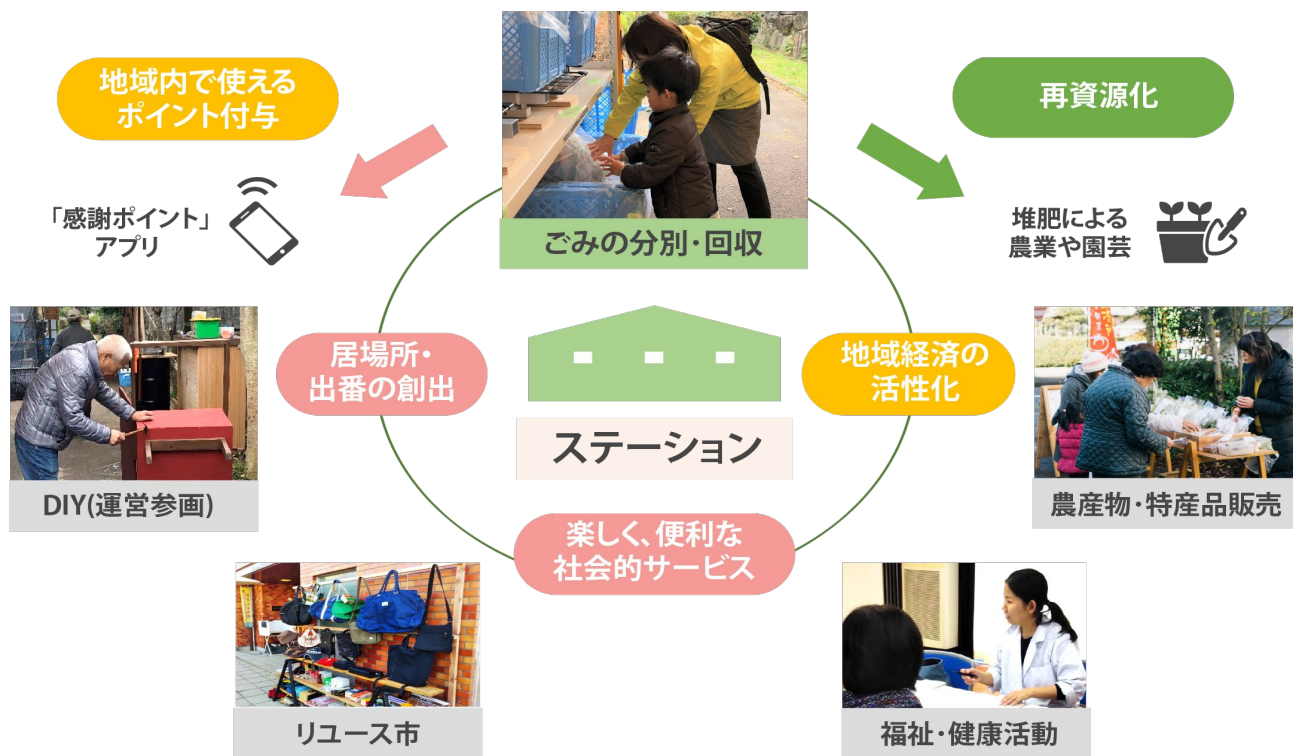 地域内で使える
ポイント付与
再資源化
「感謝ポイント」
アプリ
堆肥による
農業や園芸
ごみの分別・回収
居場所・
出番の創出
地域経済の
活性化
ステーション
DIY(運営参画)
農産物・特産品販売
楽しく、便利な
社会的サービス
リユース市
福祉・健康活動